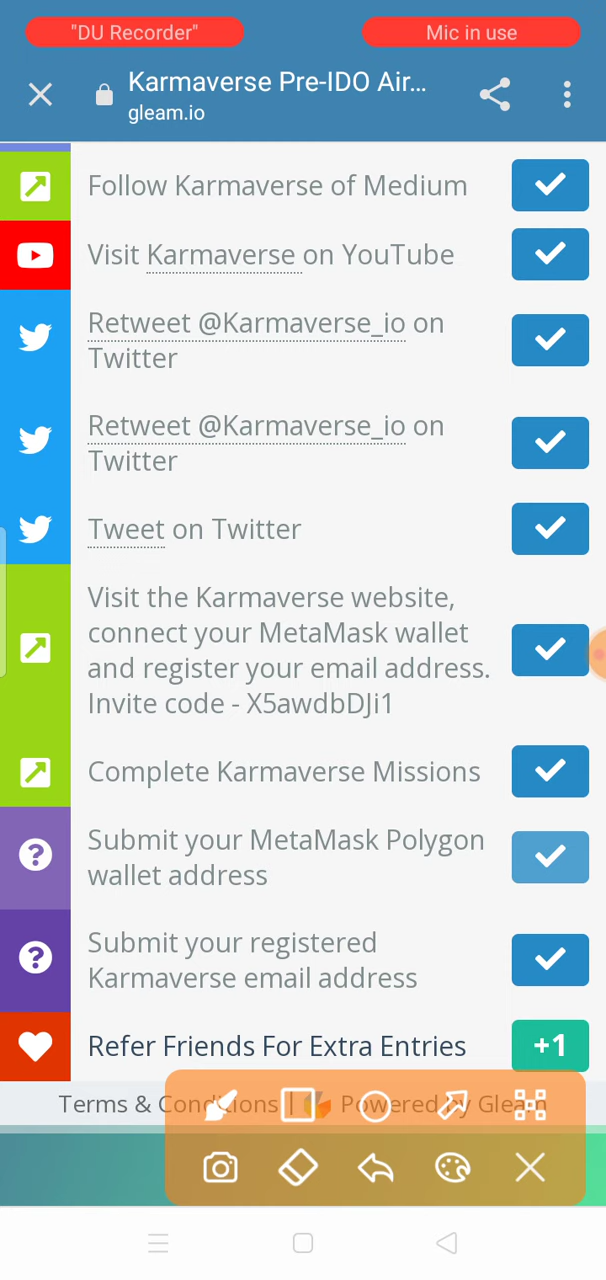 "DU Recorder"
Mic in use
Karmaverse Pre-IDO Air...
gleam.io
Follow Karmaverse of Medium
Visit Karmaverse on YouTube
Retweet @Karmaverse_io on
Twitter
Retweet @Karmaverse_io on
Twitter
Tweet on Twitter
Visit the Karmaverse website,
connect your MetaMask wallet
and register your email address.
Invite code - X5awdbDJi1
Complete Karmaverse Missions
Submit your MetaMask Polygon
wallet address
Submit your registered
Karmaverse email address
Refer Friends For Extra Entries
+1
Terms & Conditions | Powered by Gleam